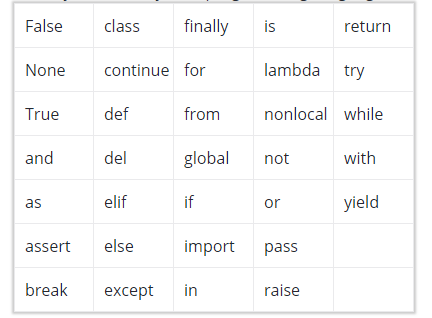 False class finally is return
None continue for lambda try
True def from nonlocal while
and del global not with
as elif if or yield
assert else import pass
break except in raise